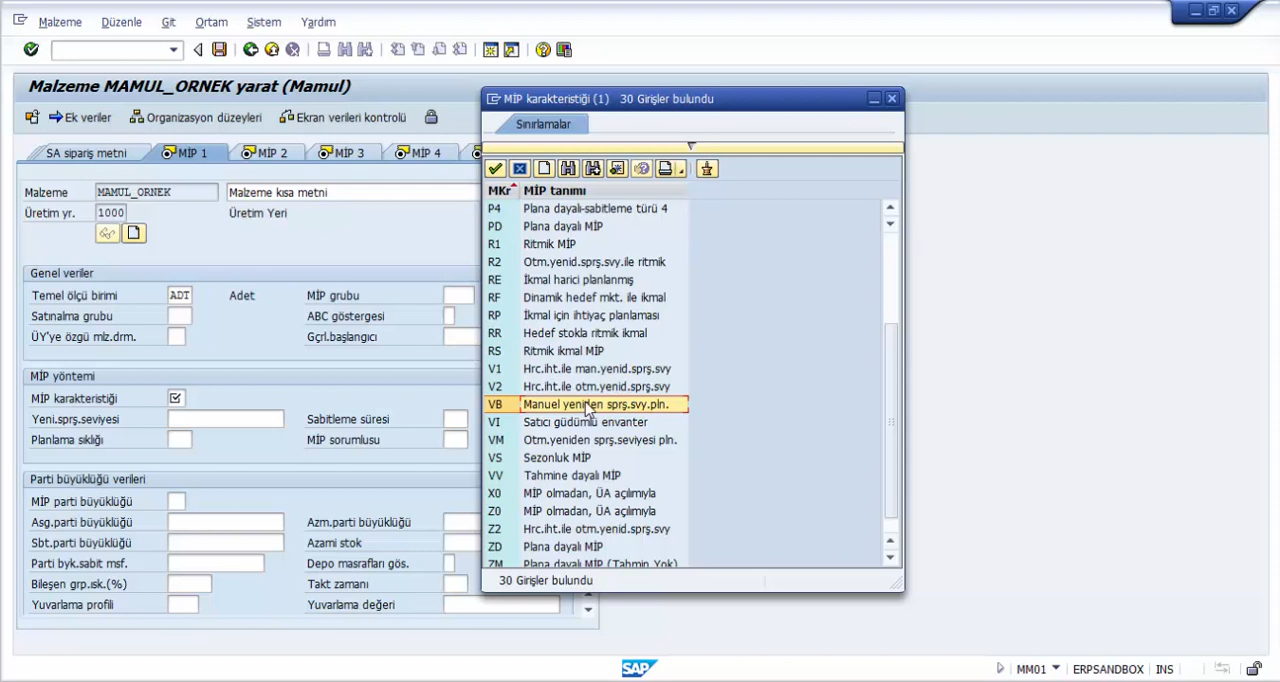 Malzeme Düzenle Git Ortam Sistem Yardım
Malzeme MAMUL_ORNEK yarat (Mamul)
Ek veriler Organizasyon düzeyleri Ekran verileri kontrolü
SA sipariş metni MİP 1 MİP 2 MİP 3 MİP 4
Malzeme MAMUL_ORNEK Malzeme kısa metni
Üretim yr. 1000 Üretim Yeri
Genel veriler
Temel ölçü birimi ADT Adet MİP grubu
Satınalma grubu ABC göstergesi
ÜY'ye özgü mlz.drm. Gçrl.başlangıcı
MİP yöntemi
MİP karakteristiği
Yeni.sprş.seviyesi Sabitleme süresi
Planlama sıklığı MİP sorumlusu
Parti büyüklüğü verileri
MİP parti büyüklüğü
Asg.parti büyüklüğü Azm.parti büyüklüğü
Sbt.parti büyüklüğü Azami stok
Parti byk.sabit msf. Depo masrafları gös.
Bileşen grp.ısk.(%) Takt zamanı
Yuvarlama profili Yuvarlama değeri
MİP karakteristiği (1) 30 Girişler bulundu
Sınırlamalar
MKr MİP tanımı
P4 Plana dayalı-sabitleme türü 4
PD Plana dayalı MİP
R1 Ritmik MİP
R2 Otm.yenid.sprş.svy.ile ritmik
RE İkmal harici planlanmış
RF Dinamik hedef mkt. ile ikmal
RP İkmal için ihtiyaç planlaması
RR Hedef stokla ritmik ikmal
RS Ritmik ikmal MİP
V1 Hrc.iht.ile man.yenid.sprş.svy
V2 Hrc.iht.ile otm.yenid.sprş.svy
VB Manuel yeniden sprş.svy.pln.
VI Satıcı güdümlü envanter
VM Otm.yeniden sprş.seviyesi pln.
VS Sezonluk MİP
VV Tahmine dayalı MİP
X0 MİP olmadan, ÜA açılımıyla
Z0 MİP olmadan, ÜA açılımıyla
Z2 Hrc.iht.ile otm.yenid.sprş.svy
ZD Plana dayalı MİP
ZM Plana dayalı MİP (Tahmin Yok)
30 Girişler bulundu
SAP MM01 ERPSANDBOX INS